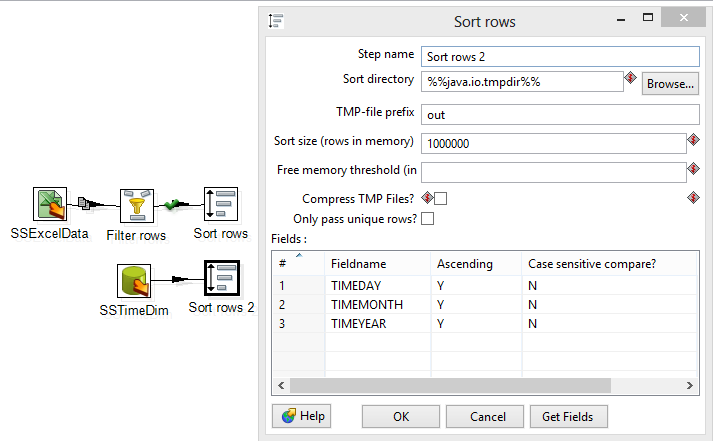 SSExcelData
Filter rows
Sort rows
SSTimeDim
Sort rows 2
Sort rows
Step name
Sort rows 2
Sort directory
%%java.io.tmpdir%%
Browse...
TMP-file prefix
out
Sort size (rows in memory)
1000000
Free memory threshold (in
Compress TMP Files?
Only pass unique rows?
Fields :
# Fieldname Ascending Case sensitive compare?
1 TIMEDAY Y N
2 TIMEMONTH Y N
3 TIMEYEAR Y N
Help OK Cancel Get Fields